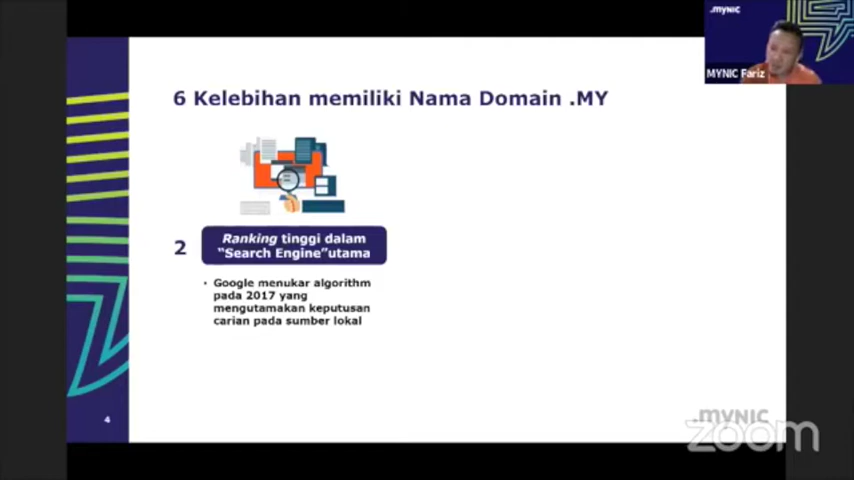 .mYNIC
MYNIC Fariz
6 Kelebihan memiliki Nama Domain .MY
2
Ranking tinggi dalam
“Search Engine”utama
• Google menukar algorithm
pada 2017 yang
mengutamakan keputusan
carian pada sumber lokal
4
.mYNIC
zoom